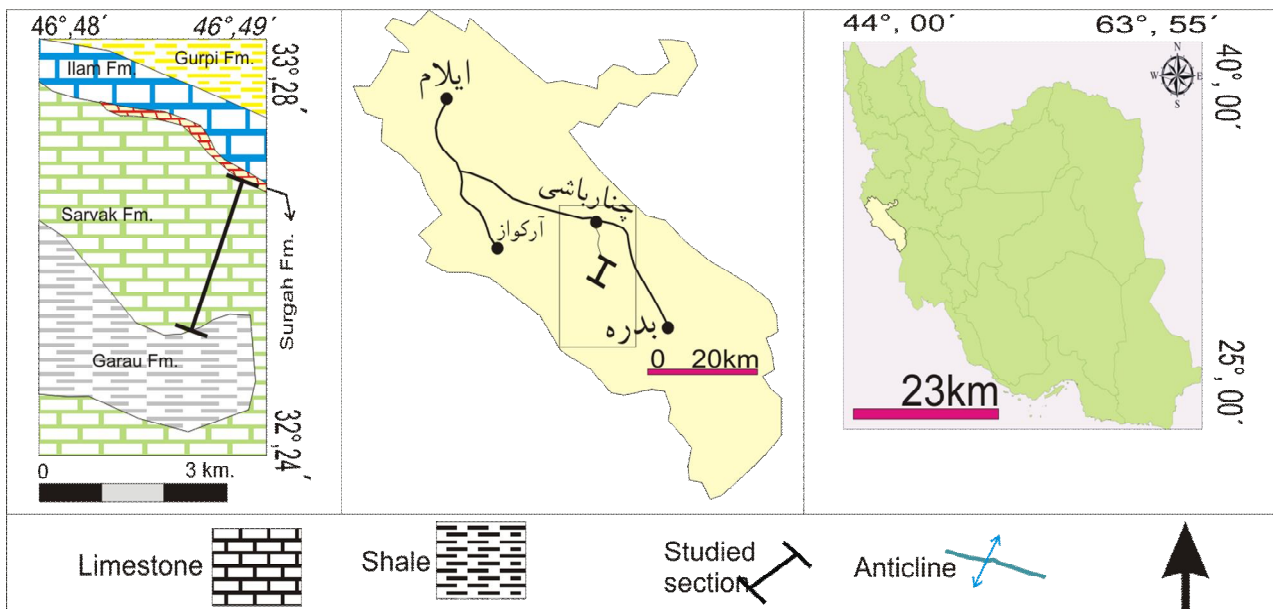 46°,48′ 46°,49′
Gurpi Fm.
Ilam Fm.
33°,28′
Sarvak Fm.
Surgah Fm.
Garau Fm.
32°,24′
0 3 km.
ایلام
چنارباشی
آرکواز
بدره
0 20km
44°, 00′ 63°, 55′
N
W E
S
40°, 00′
25°, 00′
23km
Limestone
Shale
Studied
section
Anticline